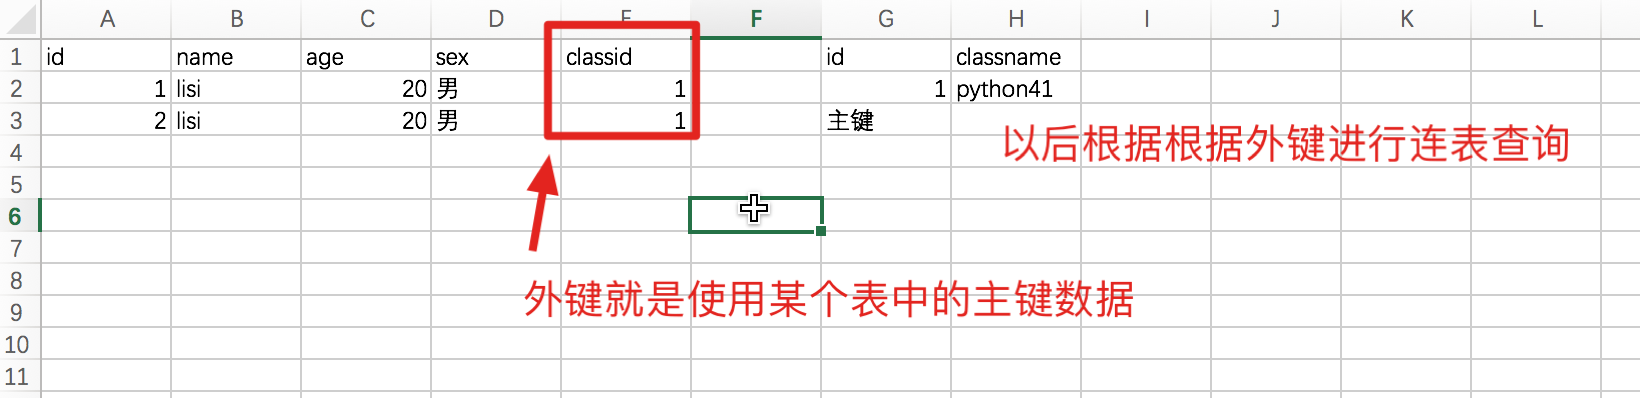 A B C D E F G H I J K L
1 id name age sex classid id classname
2 1 lisi 20 男 1 1 python41
3 2 lisi 20 男 1 主键
以后根据根据外键进行连表查询
4
5
6
7
8
外键就是使用某个表中的主键数据
9
10
11